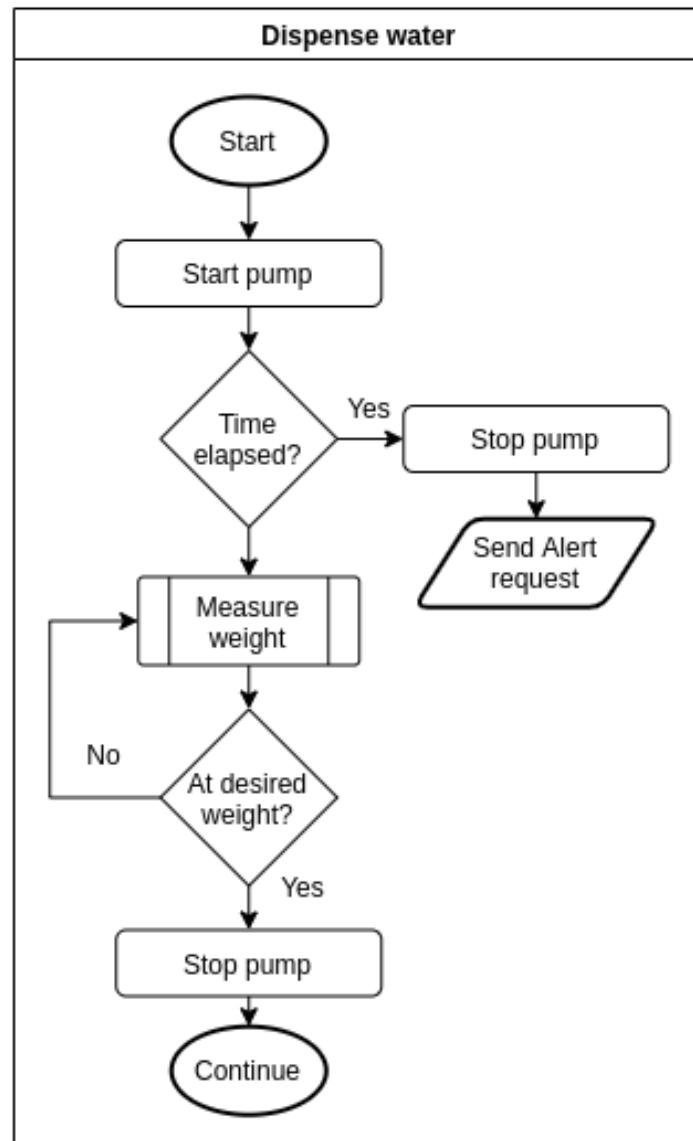 Dispense water
Start
Start pump
Time
elapsed?
Yes
Stop pump
Send Alert
request
Measure
weight
No
At desired
weight?
Yes
Stop pump
Continue